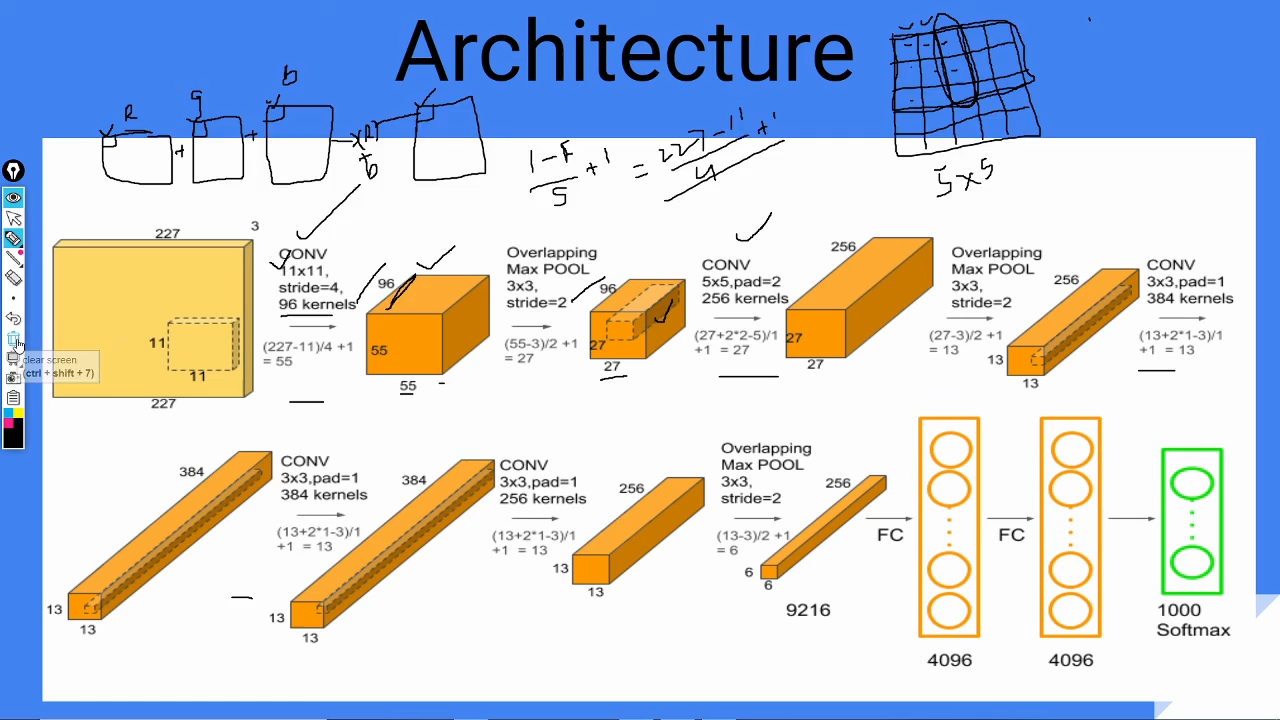 Architecture
R
G
b
+
+
1-F
5
+1
=
227-11
4
+1
5x5
227
3
11
11
227
CONV
11x11,
stride=4,
96 kernels
(227-11)/4 +1
= 55
96
55
55
Overlapping
Max POOL
3x3,
stride=2
(55-3)/2 +1
= 27
96
27
27
CONV
5x5,pad=2
256 kernels
(27+2*2-5)/1
+1 = 27
256
27
27
Overlapping
Max POOL
3x3,
stride=2
(27-3)/2 +1
= 13
256
13
13
CONV
3x3,pad=1
384 kernels
(13+2*1-3)/1
+1 = 13
clear screen
(ctrl + shift + 7)
384
13
13
CONV
3x3,pad=1
384 kernels
(13+2*1-3)/1
+1 = 13
384
13
13
CONV
3x3,pad=1
256 kernels
(13+2*1-3)/1
+1 = 13
256
13
13
Overlapping
Max POOL
3x3,
stride=2
(13-3)/2 +1
= 6
256
6
6
9216
FC
4096
FC
4096
1000
Softmax